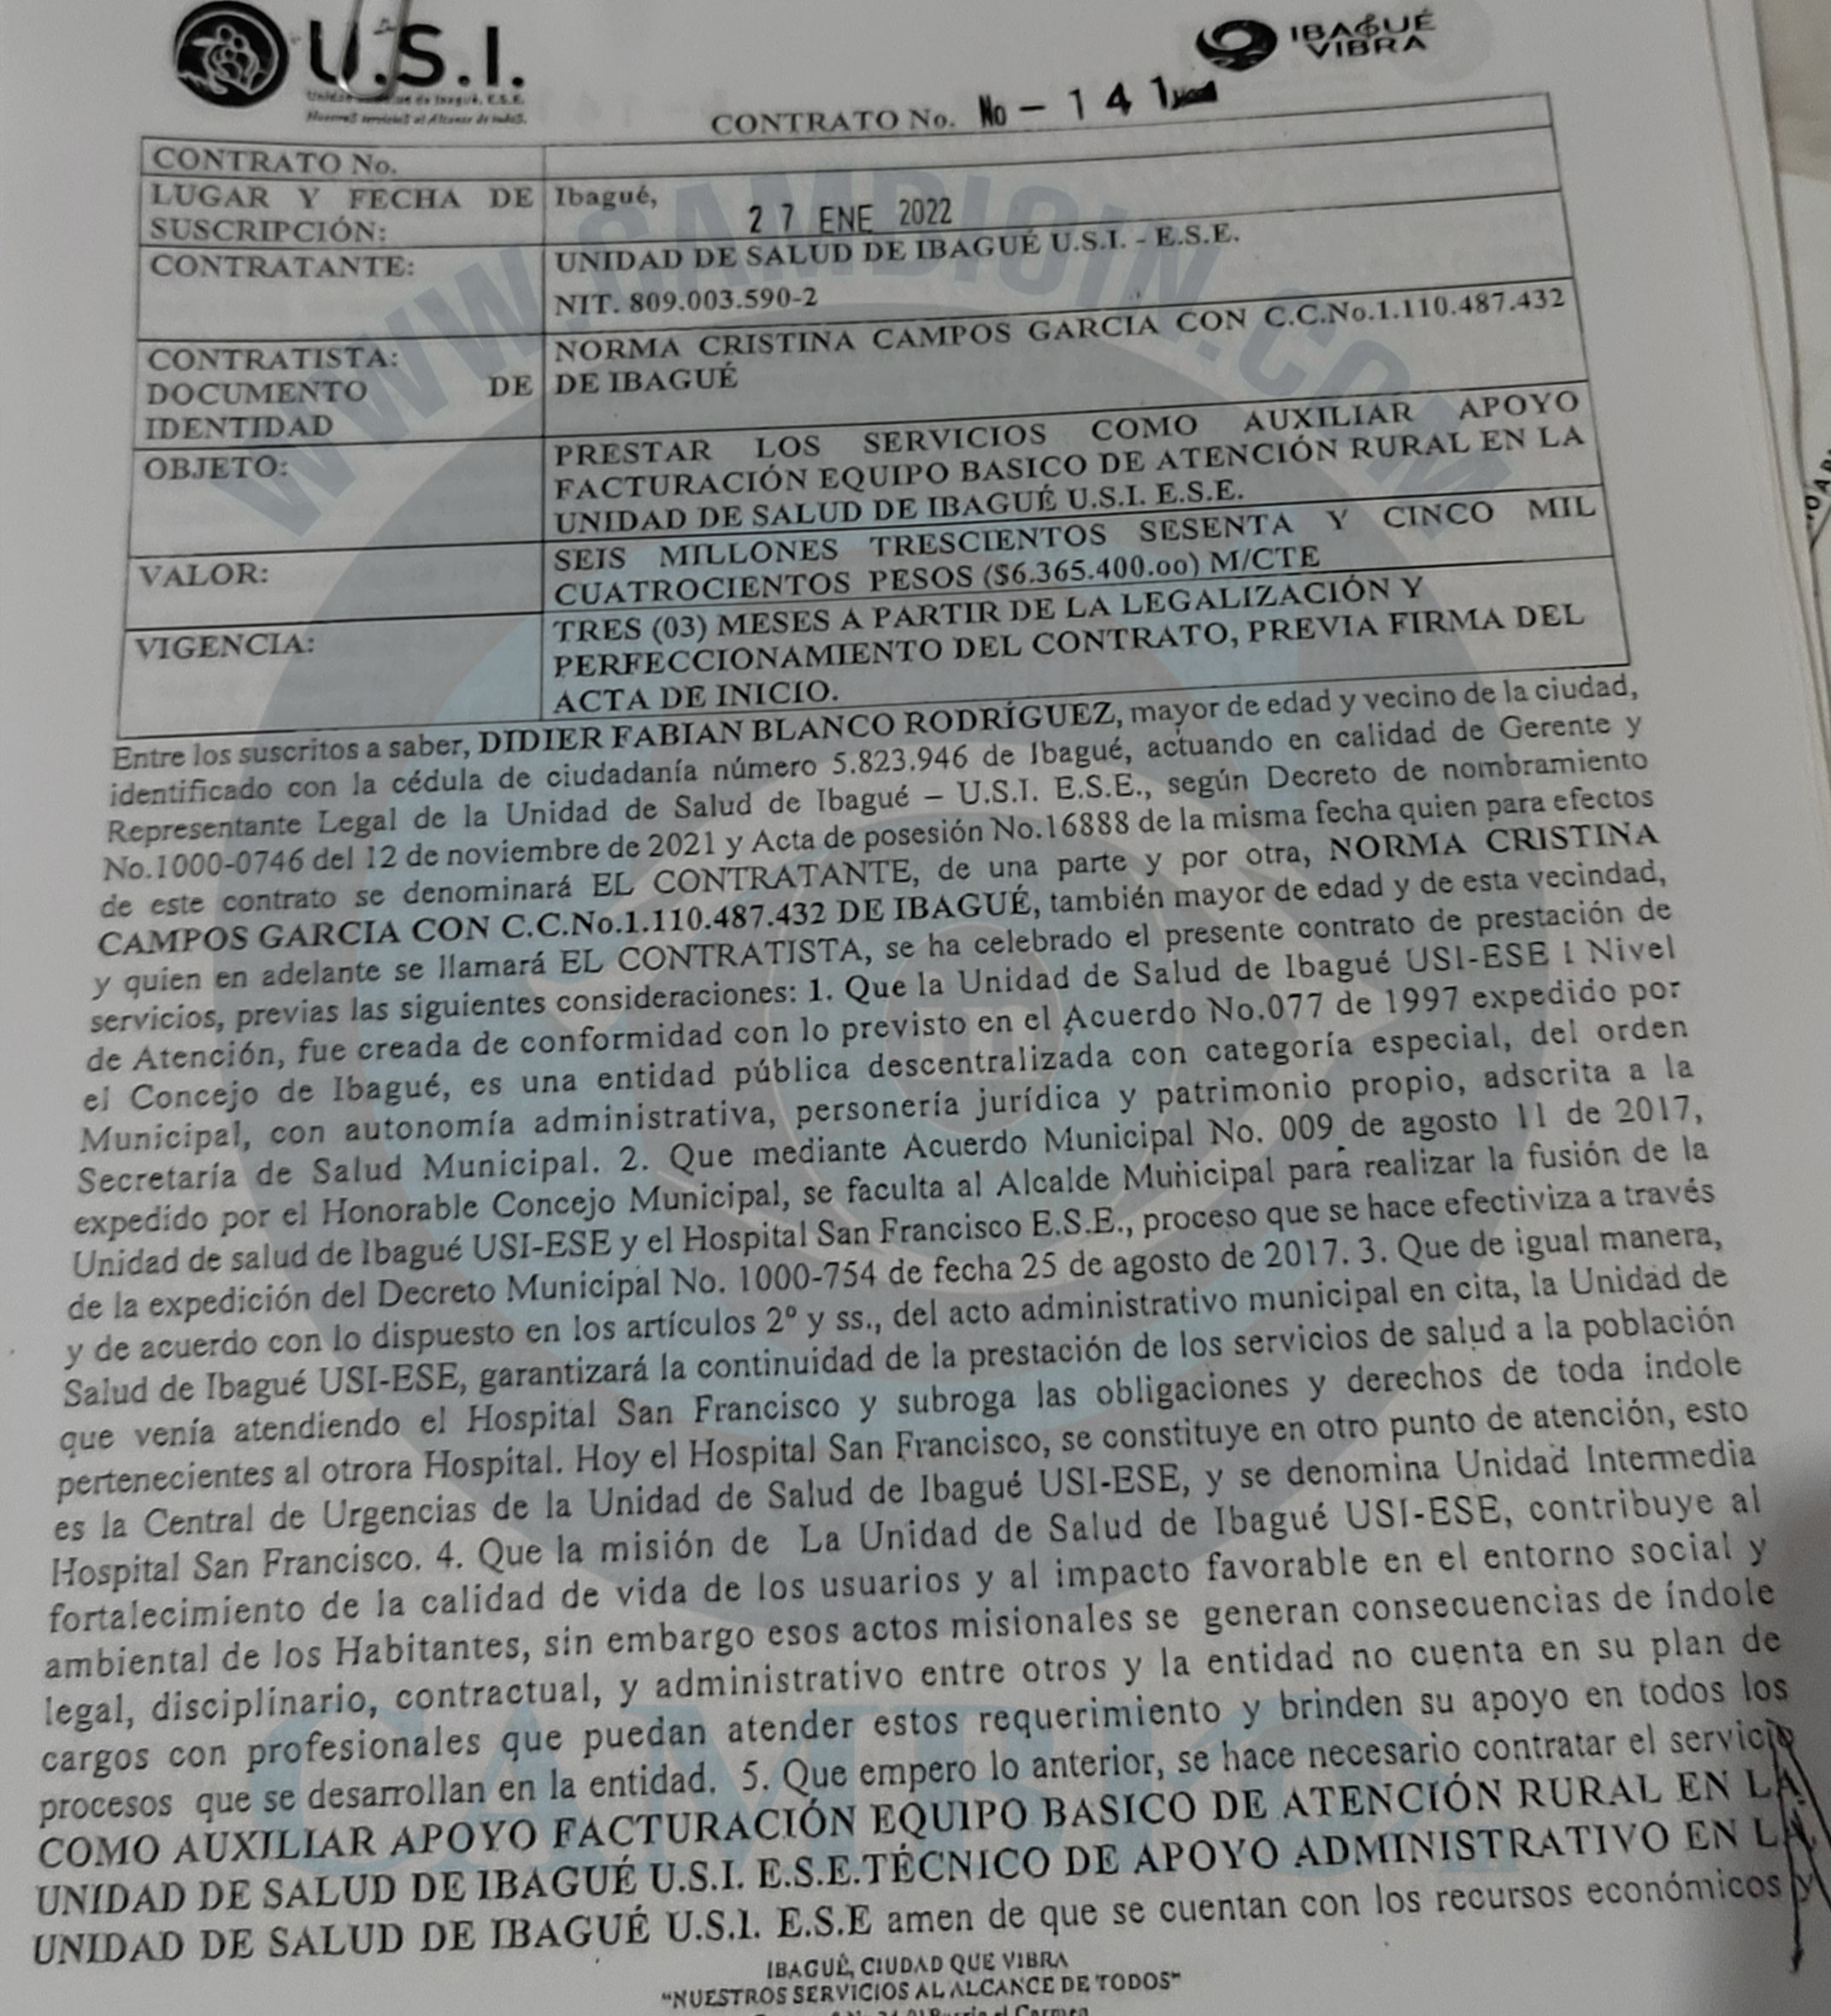 U.S.I.
IBAGUÉ
VIBRA
Unidad de Ibagué, E.S.E.
Nuestros servicios al Alcance de todos.
CONTRATO No. No - 141
CONTRATO No.
LUGAR Y FECHA DE SUSCRIPCIÓN: Ibagué, 27 ENE 2022
CONTRATANTE: UNIDAD DE SALUD DE IBAGUÉ U.S.I. - E.S.E.
NIT. 809.003.590-2
CONTRATISTA: NORMA CRISTINA CAMPOS GARCIA CON C.C.No.1.110.487.432
DOCUMENTO DE DE IBAGUÉ
IDENTIDAD
OBJETO: PRESTAR LOS SERVICIOS COMO AUXILIAR APOYO
FACTURACIÓN EQUIPO BASICO DE ATENCIÓN RURAL EN LA
UNIDAD DE SALUD DE IBAGUÉ U.S.I. E.S.E.
VALOR: SEIS MILLONES TRESCIENTOS SESENTA Y CINCO MIL
CUATROCIENTOS PESOS ($6.365.400.oo) M/CTE
VIGENCIA: TRES (03) MESES A PARTIR DE LA LEGALIZACIÓN Y
PERFECCIONAMIENTO DEL CONTRATO, PREVIA FIRMA DEL
ACTA DE INICIO.
Entre los suscritos a saber, DIDIER FABIAN BLANCO RODRÍGUEZ, mayor de edad y vecino de la ciudad,
identificado con la cédula de ciudadanía número 5.823.946 de Ibagué, actuando en calidad de Gerente y
Representante Legal de la Unidad de Salud de Ibagué – U.S.I. E.S.E., según Decreto de nombramiento
No.1000-0746 del 12 de noviembre de 2021 y Acta de posesión No.16888 de la misma fecha quien para efectos
de este contrato se denominará EL CONTRATANTE, de una parte y por otra, NORMA CRISTINA
CAMPOS GARCIA CON C.C.No.1.110.487.432 DE IBAGUÉ, también mayor de edad y de esta vecindad,
y quien en adelante se llamará EL CONTRATISTA, se ha celebrado el presente contrato de prestación de
servicios, previas las siguientes consideraciones: 1. Que la Unidad de Salud de Ibagué USI-ESE I Nivel
de Atención, fue creada de conformidad con lo previsto en el Acuerdo No.077 de 1997 expedido por
el Concejo de Ibagué, es una entidad pública descentralizada con categoría especial, del orden
Municipal, con autonomía administrativa, personería jurídica y patrimonio propio, adscrita a la
Secretaría de Salud Municipal. 2. Que mediante Acuerdo Municipal No. 009 de agosto 11 de 2017,
expedido por el Honorable Concejo Municipal, se faculta al Alcalde Municipal para realizar la fusión de la
Unidad de salud de Ibagué USI-ESE y el Hospital San Francisco E.S.E., proceso que se hace efectiviza a través
de la expedición del Decreto Municipal No. 1000-754 de fecha 25 de agosto de 2017. 3. Que de igual manera,
y de acuerdo con lo dispuesto en los artículos 2º y ss., del acto administrativo municipal en cita, la Unidad de
Salud de Ibagué USI-ESE, garantizará la continuidad de la prestación de los servicios de salud a la población
que venía atendiendo el Hospital San Francisco y subroga las obligaciones y derechos de toda índole
pertenecientes al otrora Hospital. Hoy el Hospital San Francisco, se constituye en otro punto de atención, esto
es la Central de Urgencias de la Unidad de Salud de Ibagué USI-ESE, y se denomina Unidad Intermedia
Hospital San Francisco. 4. Que la misión de La Unidad de Salud de Ibagué USI-ESE, contribuye al
fortalecimiento de la calidad de vida de los usuarios y al impacto favorable en el entorno social y
ambiental de los Habitantes, sin embargo esos actos misionales se generan consecuencias de índole
legal, disciplinario, contractual, y administrativo entre otros y la entidad no cuenta en su plan de
cargos con profesionales que puedan atender estos requerimiento y brinden su apoyo en todos los
procesos que se desarrollan en la entidad. 5. Que empero lo anterior, se hace necesario contratar el servicio
COMO AUXILIAR APOYO FACTURACIÓN EQUIPO BASICO DE ATENCIÓN RURAL EN LA
UNIDAD DE SALUD DE IBAGUÉ U.S.I. E.S.E.TÉCNICO DE APOYO ADMINISTRATIVO EN LA
UNIDAD DE SALUD DE IBAGUÉ U.S.I. E.S.E amen de que se cuentan con los recursos económicos y
IBAGUÉ, CIUDAD QUE VIBRA
"NUESTROS SERVICIOS AL ALCANCE DE TODOS"
WWW.CAMBIOIN.COM
CAMBIO in